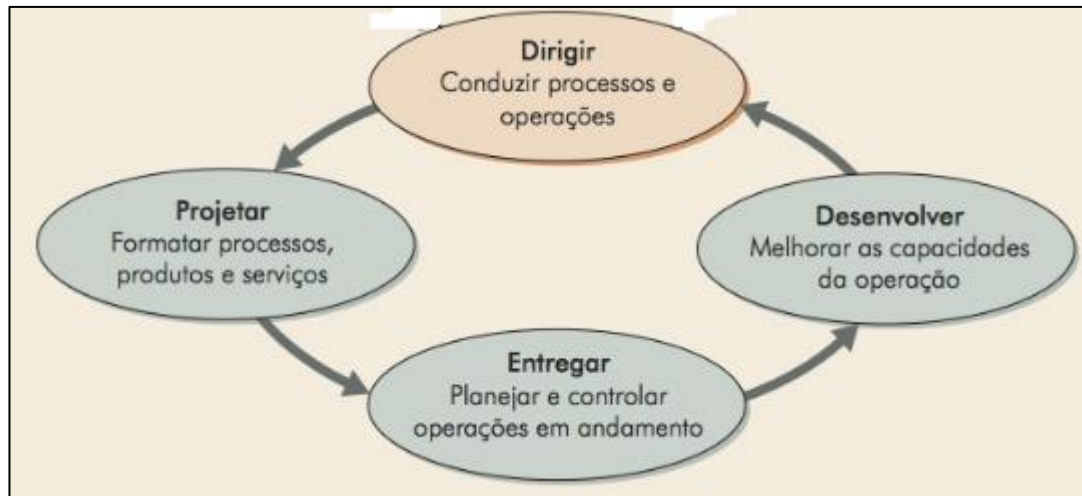 Dirigir
Conduzir processos e
operações
Projetar
Formatar processos,
produtos e serviços
Desenvolver
Melhorar as capacidades
da operação
Entregar
Planejar e controlar
operações em andamento